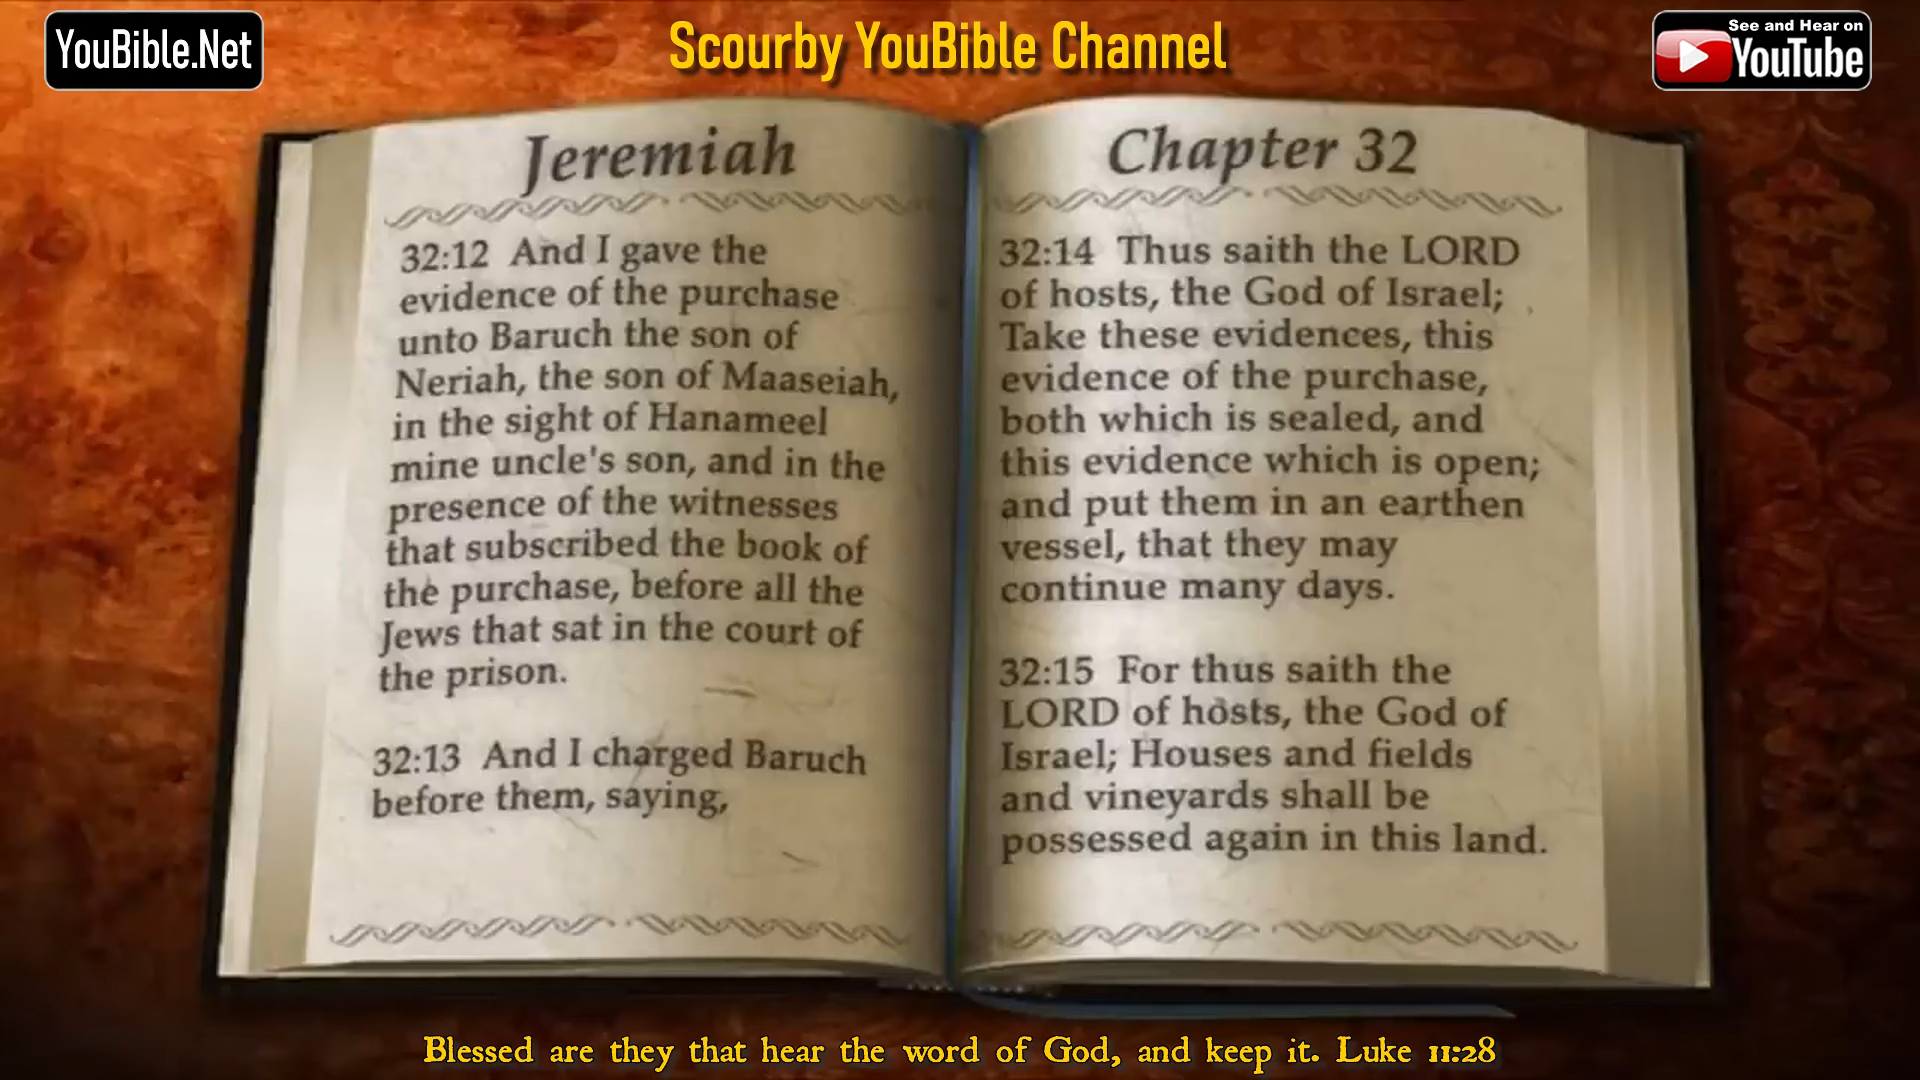 YouBible.Net
Scourby YouBible Channel
See and Hear on
YouTube
Jeremiah
32:12 And I gave the
evidence of the purchase
unto Baruch the son of
Neriah, the son of Maaseiah,
in the sight of Hanameel
mine uncle's son, and in the
presence of the witnesses
that subscribed the book of
the purchase, before all the
Jews that sat in the court of
the prison.
32:13 And I charged Baruch
before them, saying,
Chapter 32
32:14 Thus saith the LORD
of hosts, the God of Israel;
Take these evidences, this
evidence of the purchase,
both which is sealed, and
this evidence which is open;
and put them in an earthen
vessel, that they may
continue many days.
32:15 For thus saith the
LORD of hosts, the God of
Israel; Houses and fields
and vineyards shall be
possessed again in this land.
Blessed are they that hear the word of God, and keep it. Luke 11:28